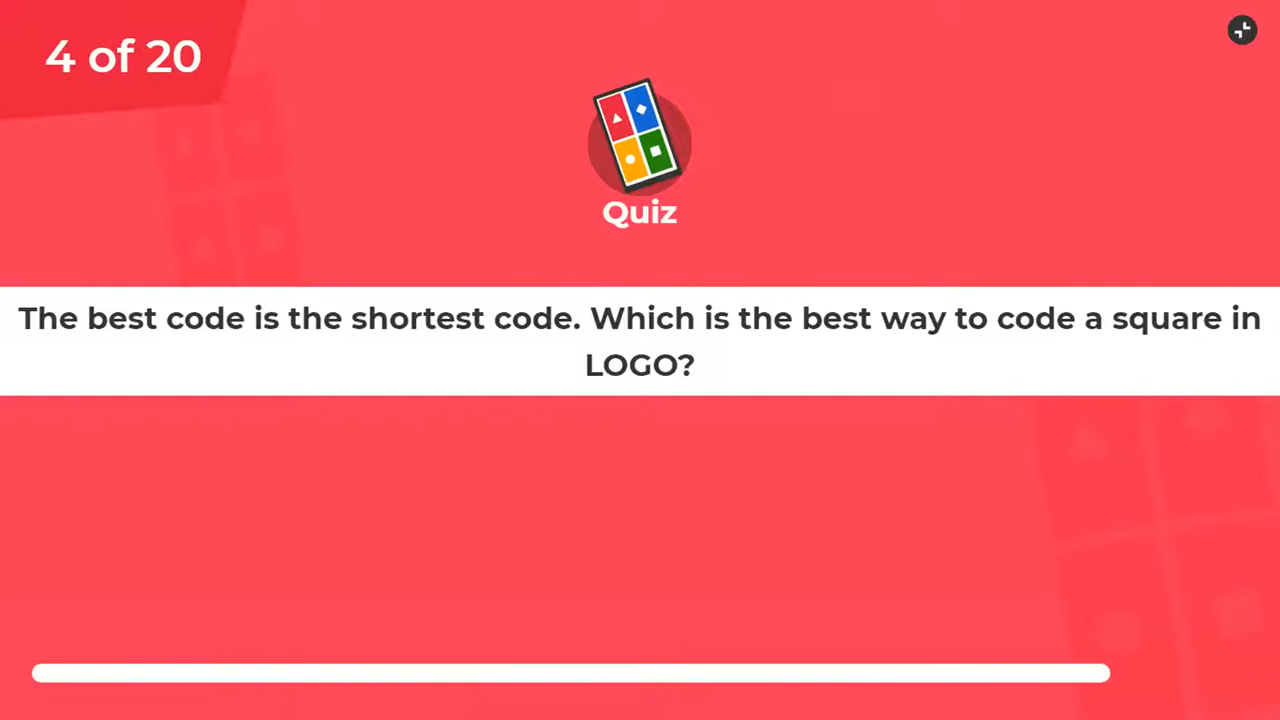 4 of 20
Quiz
The best code is the shortest code. Which is the best way to code a square in
LOGO?